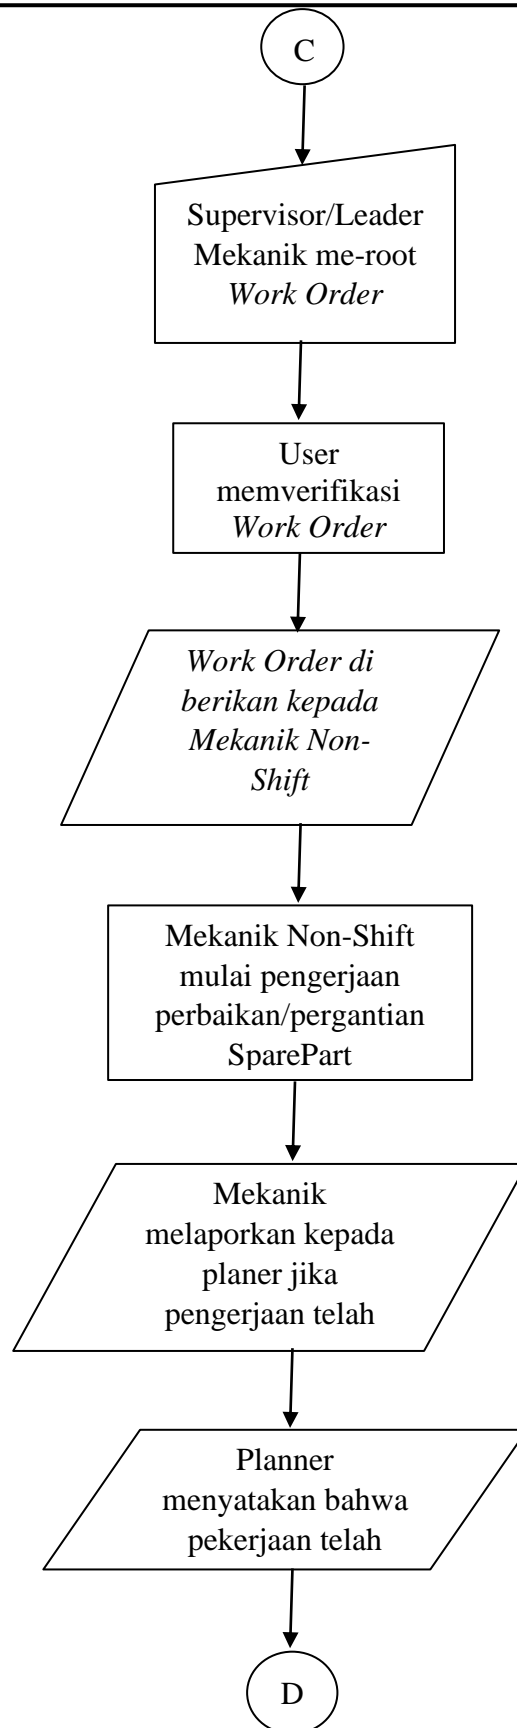 C
Supervisor/Leader
Mekanik me-root
Work Order
User
memverifikasi
Work Order
Work Order di
berikan kepada
Mekanik Non-
Shift
Mekanik Non-Shift
mulai pengerjaan
perbaikan/pergantian
SparePart
Mekanik
melaporkan kepada
planer jika
pengerjaan telah
Planner
menyatakan bahwa
pekerjaan telah
D